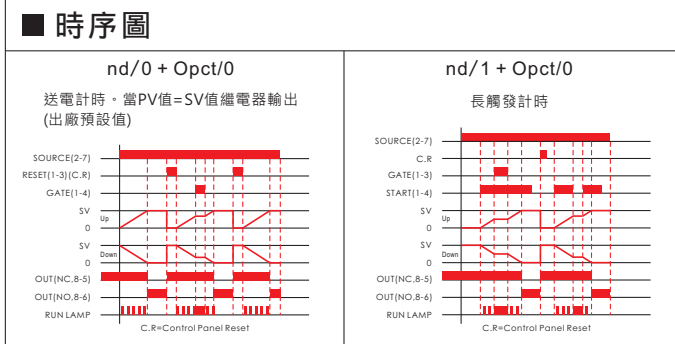 ■ 時序圖
nd/0 + Opct/0
送電計時。當PV值=SV值繼電器輸出
(出廠預設值)
SOURCE(2-7)
RESET(1-3)(C.R)
GATE(1-4)
SV
Up
0
SV
Down
0
OUT(NC,8-5)
OUT(NO,8-6)
RUN LAMP
C.R=Control Panel Reset
nd/1 + Opct/0
長觸發計時
SOURCE(2-7)
C.R
GATE(1-3)
START(1-4)
SV
Up
0
SV
Down
0
OUT(NC,8-5)
OUT(NO,8-6)
RUN LAMP
C.R=Control Panel Reset